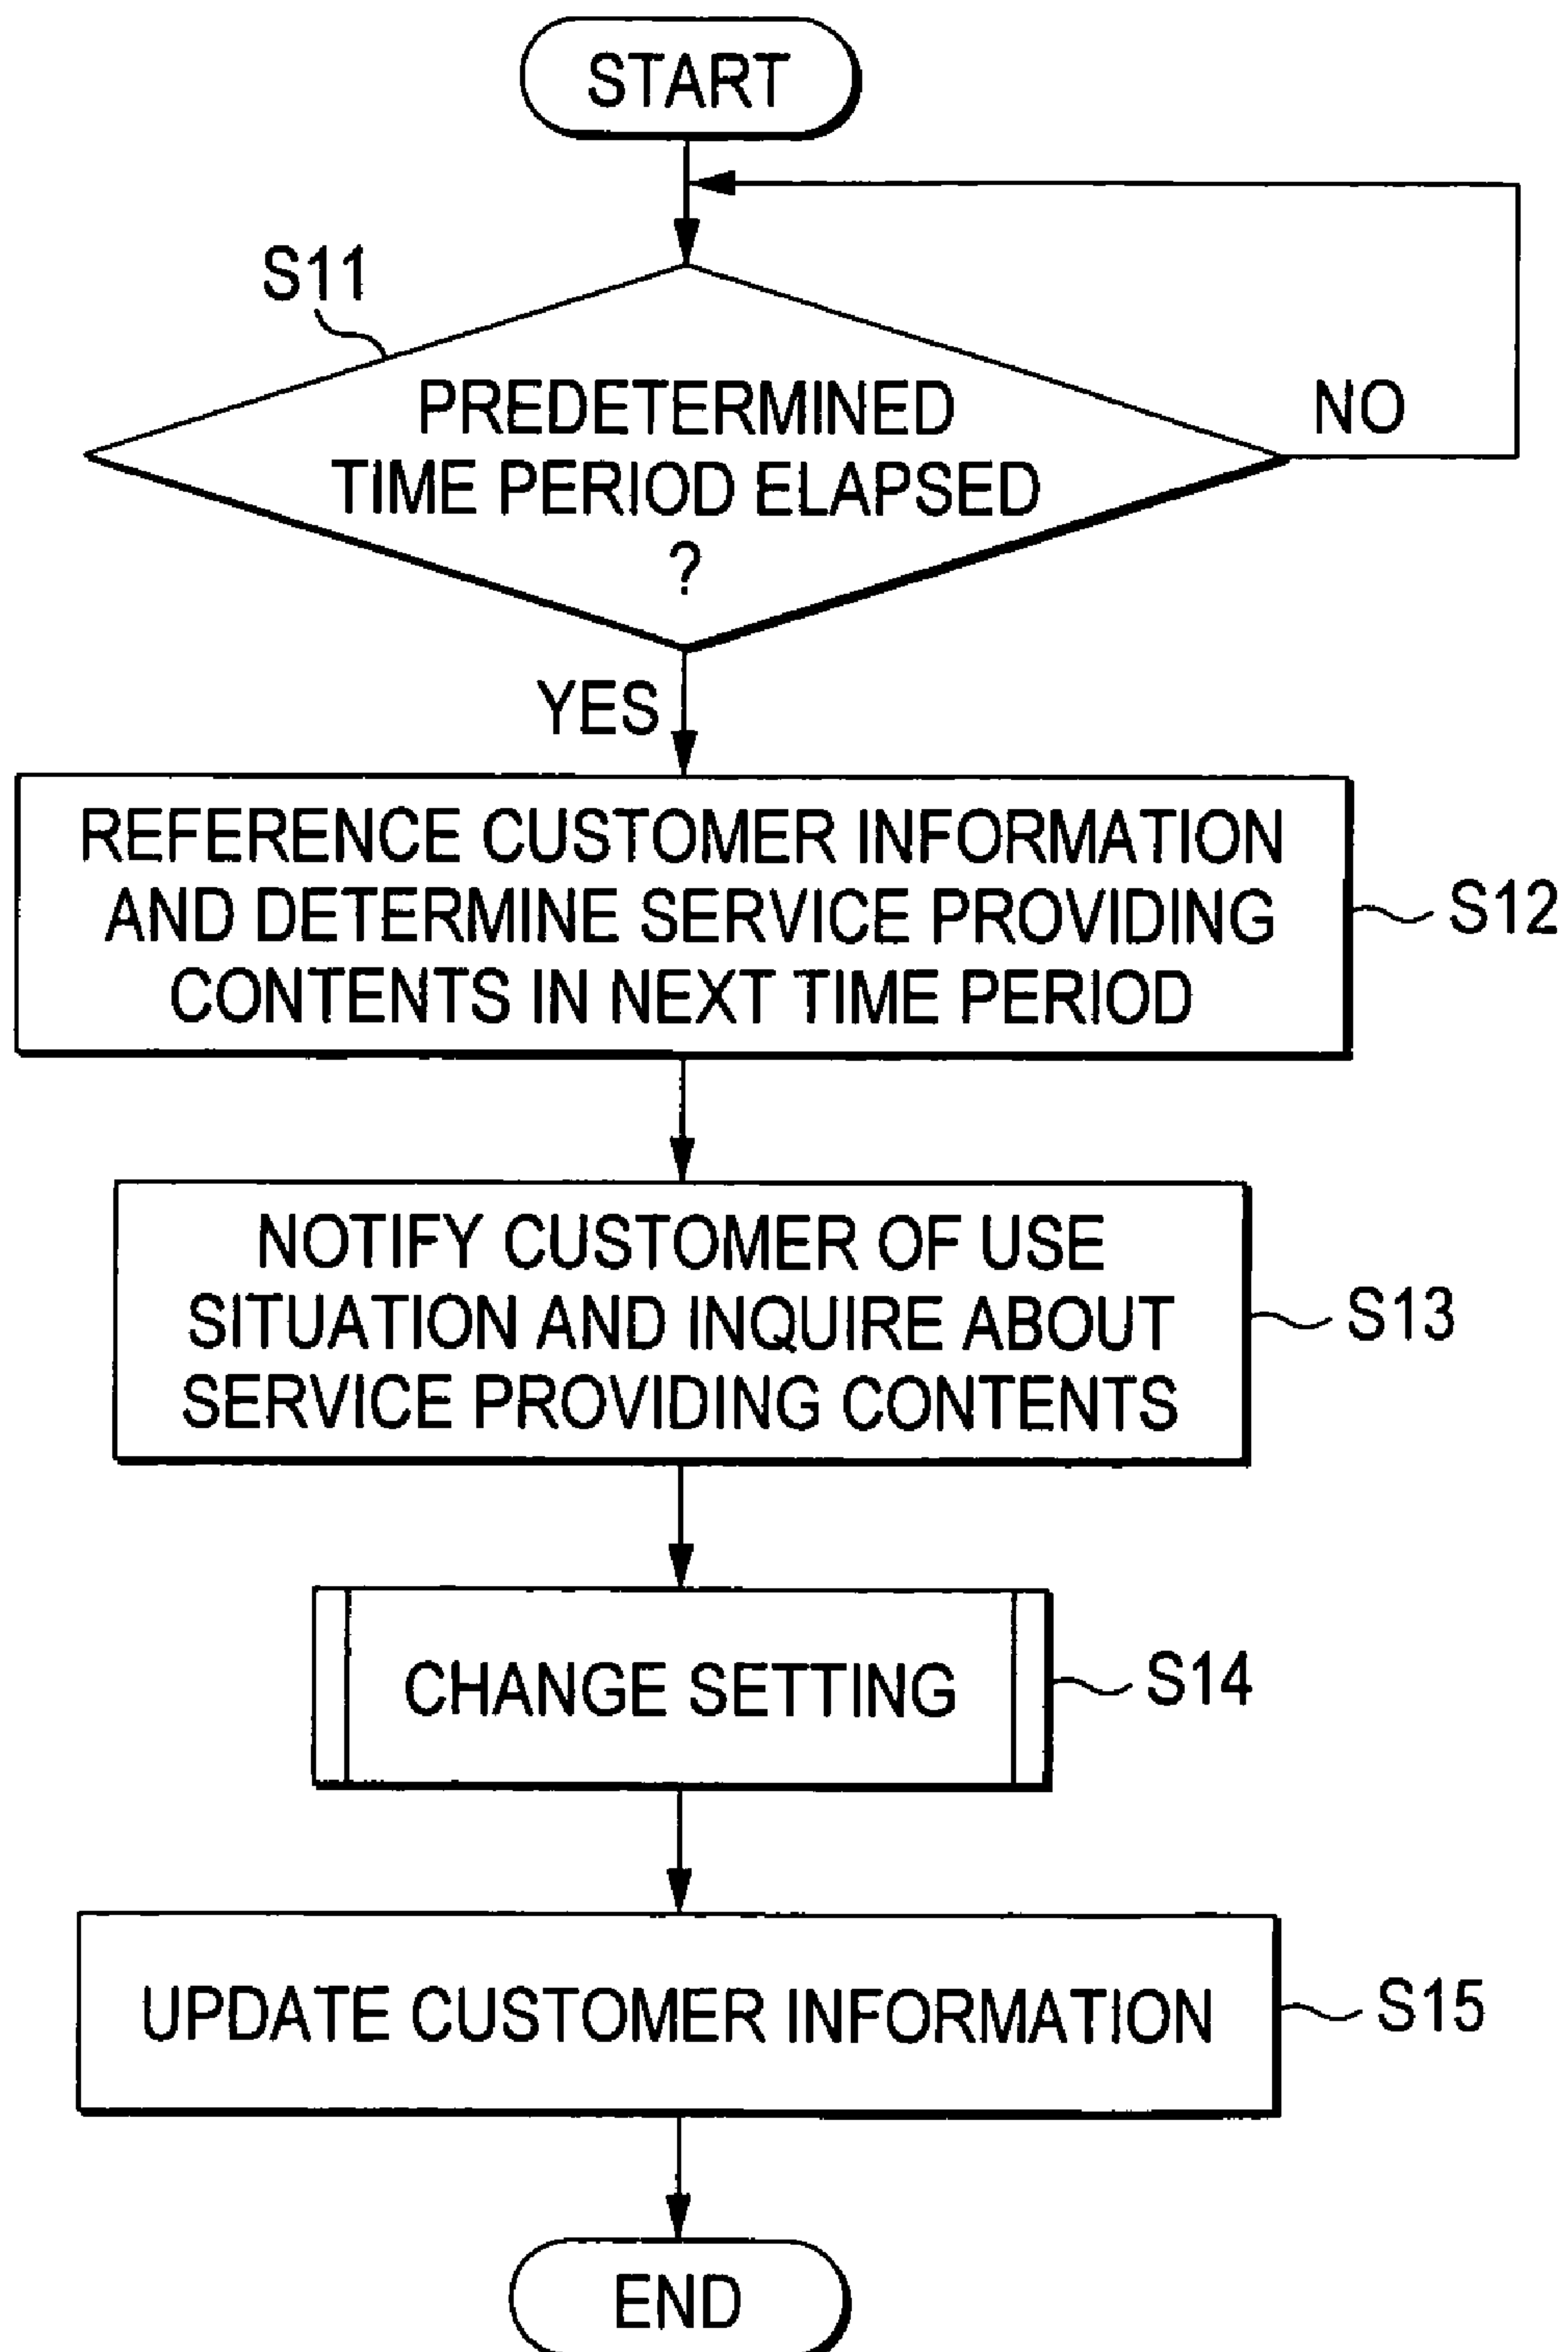 START
S11
PREDETERMINED
TIME PERIOD ELAPSED
?
NO
YES
REFERENCE CUSTOMER INFORMATION
AND DETERMINE SERVICE PROVIDING
CONTENTS IN NEXT TIME PERIOD
S12
NOTIFY CUSTOMER OF USE
SITUATION AND INQUIRE ABOUT
SERVICE PROVIDING CONTENTS
S13
CHANGE SETTING
S14
UPDATE CUSTOMER INFORMATION
S15
END